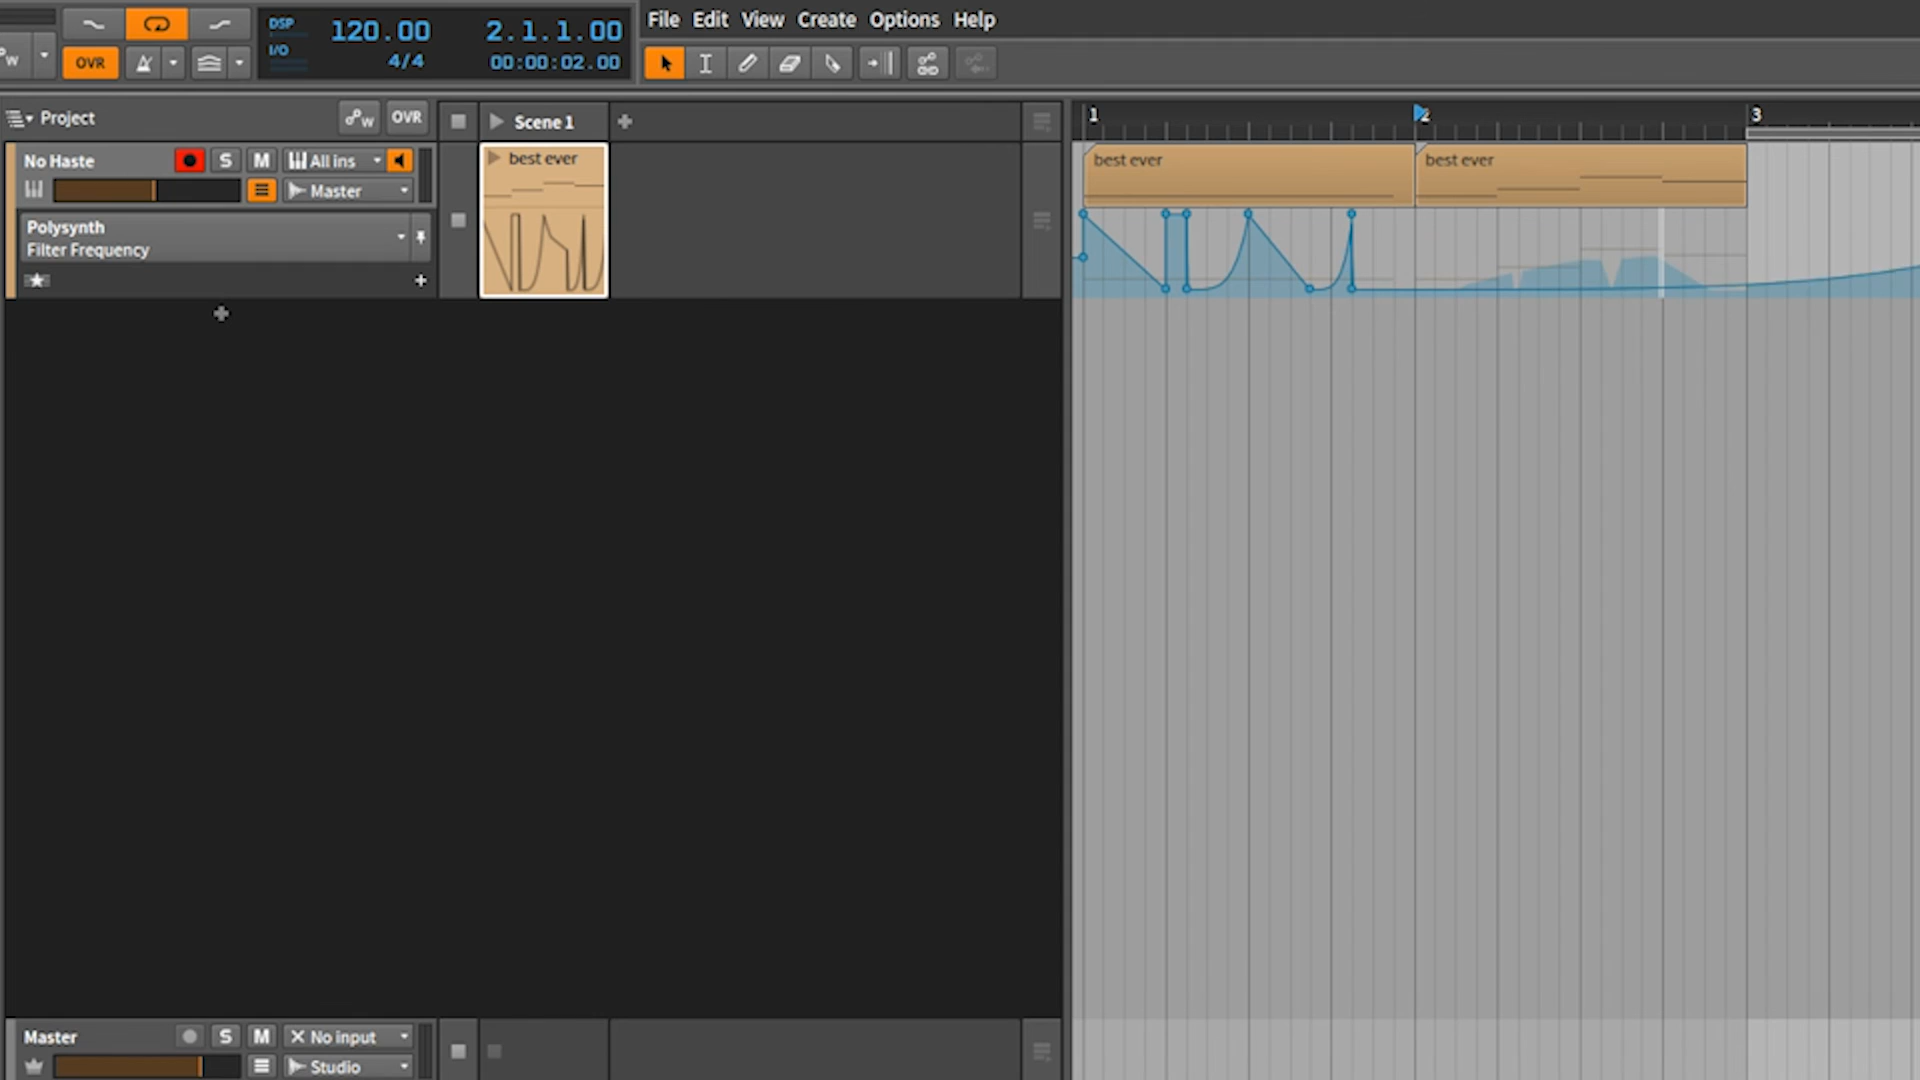 DSP
120.00
2.1.1.00
I/O
4/4
00:00:02.00
OVR
W
File Edit View Create Options Help
Project
W
OVR
Scene 1
1
2
3
No Haste
S
M
All ins
Master
best ever
best ever
best ever
Polysynth
Filter Frequency
Master
S
M
No input
Studio